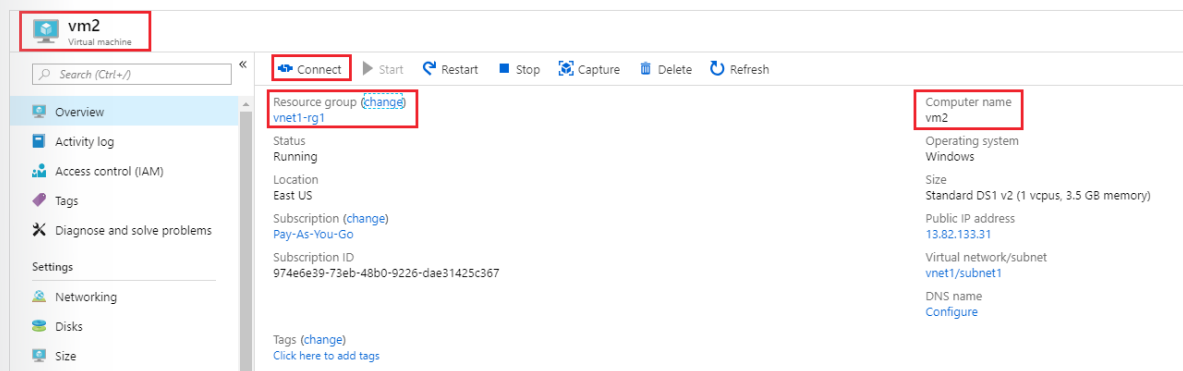 vm2
Virtual machine
Search (Ctrl+/)
«
Overview
Activity log
Access control (IAM)
Tags
Diagnose and solve problems
Settings
Networking
Disks
Size
Connect
Start
Restart
Stop
Capture
Delete
Refresh
Resource group (change)
vnet1-rg1
Status
Running
Location
East US
Subscription (change)
Pay-As-You-Go
Subscription ID
974e6e39-73eb-48b0-9226-dae31425c367
Tags (change)
Click here to add tags
Computer name
vm2
Operating system
Windows
Size
Standard DS1 v2 (1 vcpus, 3.5 GB memory)
Public IP address
13.82.133.31
Virtual network/subnet
vnet1/subnet1
DNS name
Configure